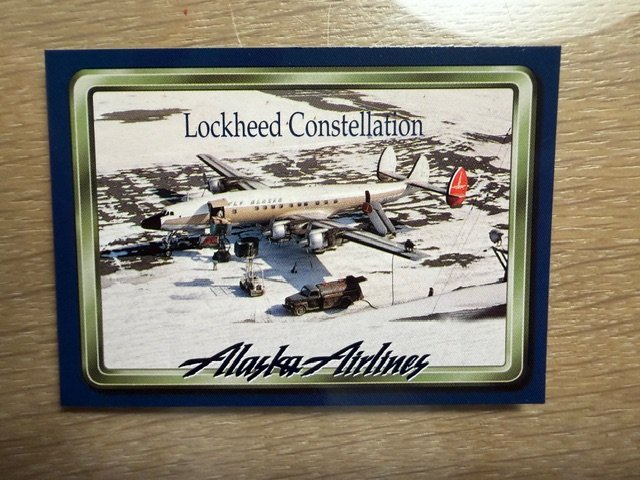 Lockheed Constellation
FLY ALASKA
Alaska Airlines